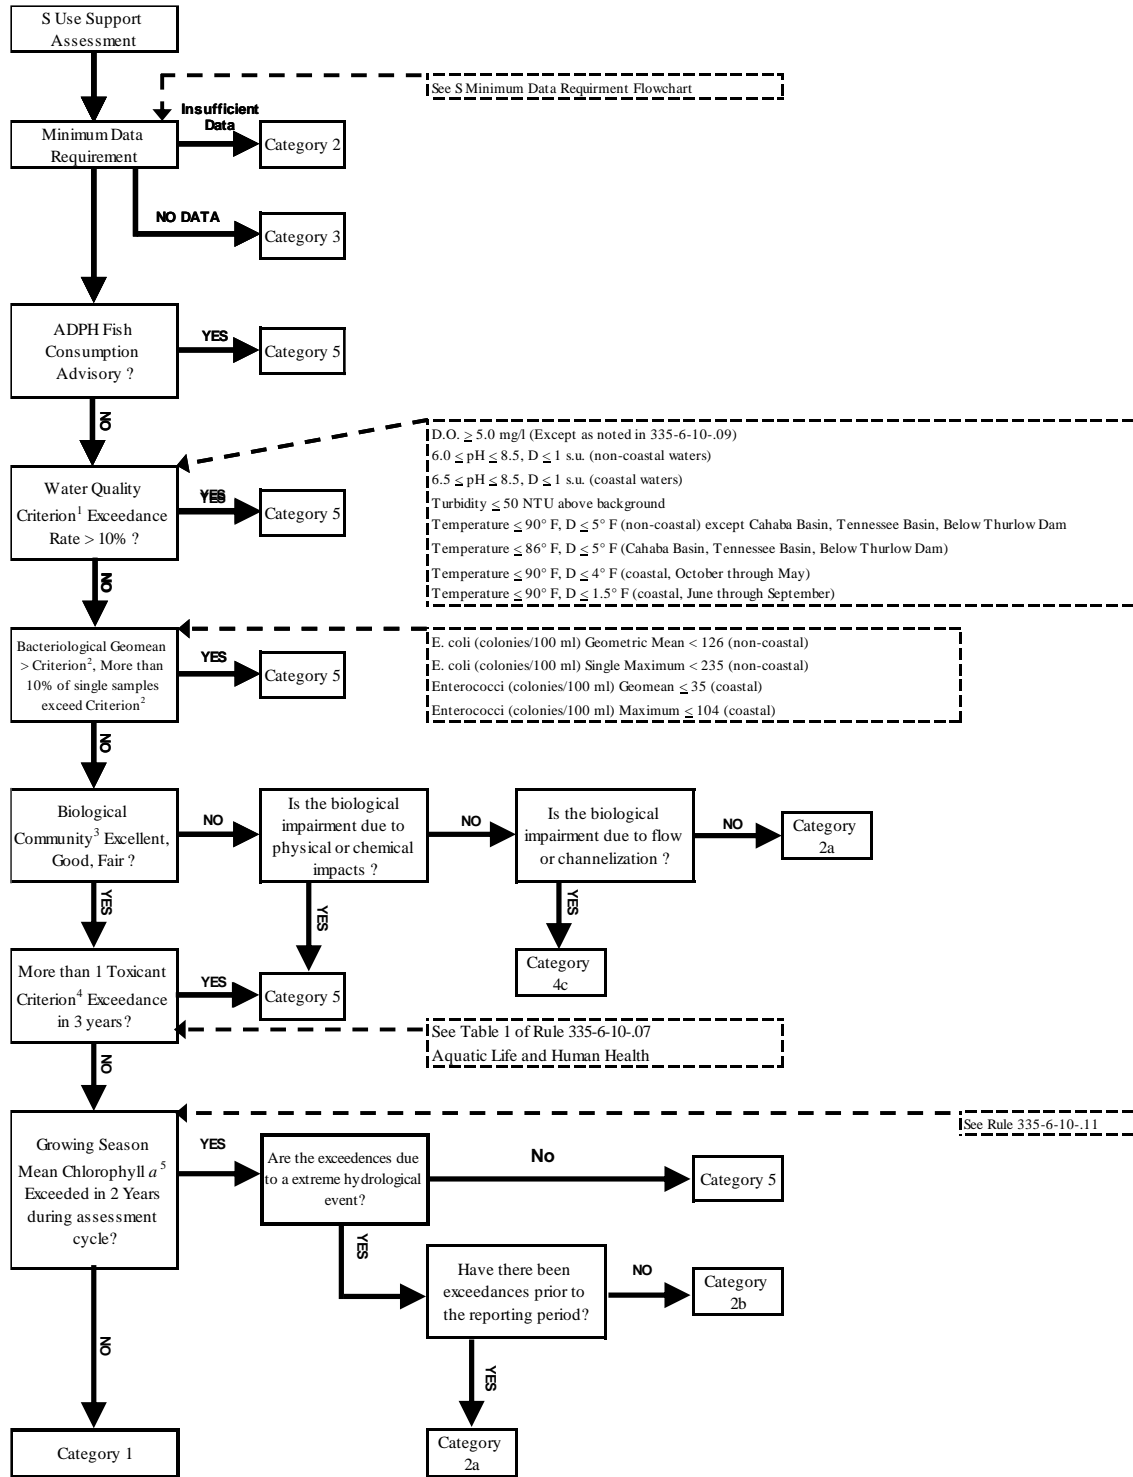 S Use Support
Assessment
See S Minimum Data Requirment Flowchart
Insufficient
Data
Minimum Data
Requirement
Category 2
NO DATA
Category 3
ADPH Fish
Consumption
Advisory ?
YES
Category 5
NO
D.O. ≥ 5.0 mg/l (Except as noted in 335-6-10-.09)
6.0 ≤ pH ≤ 8.5, D ≤ 1 s.u. (non-coastal waters)
6.5 ≤ pH ≤ 8.5, D ≤ 1 s.u. (coastal waters)
Turbidity ≤ 50 NTU above background
Temperature ≤ 90° F, D ≤ 5° F (non-coastal) except Cahaba Basin, Tennessee Basin, Below Thurlow Dam
Temperature ≤ 86° F, D ≤ 5° F (Cahaba Basin, Tennessee Basin, Below Thurlow Dam)
Temperature ≤ 90° F, D ≤ 4° F (coastal, October through May)
Temperature ≤ 90° F, D ≤ 1.5° F (coastal, June through September)
Water Quality
Criterion¹ Exceedance
Rate > 10% ?
YES
Category 5
NO
Bacteriological Geomean
> Criterion², More than
10% of single samples
exceed Criterion²
YES
Category 5
E. coli (colonies/100 ml) Geometric Mean < 126 (non-coastal)
E. coli (colonies/100 ml) Single Maximum < 235 (non-coastal)
Enterococci (colonies/100 ml) Geomean ≤ 35 (coastal)
Enterococci (colonies/100 ml) Maximum ≤ 104 (coastal)
NO
Biological
Community³ Excellent,
Good, Fair ?
NO
Is the biological
impairment due to
physical or chemical
impacts ?
NO
Is the biological
impairment due to flow
or channelization ?
NO
Category
2a
YES
YES
YES
More than 1 Toxicant
Criterion⁴ Exceedance
in 3 years?
YES
Category 5
Category
4c
See Table 1 of Rule 335-6-10-.07
Aquatic Life and Human Health
NO
See Rule 335-6-10-.11
Growing Season
Mean Chlorophyll a⁵
Exceeded in 2 Years
during assessment
cycle?
YES
Are the exceedences due
to a extreme hydrological
event?
No
Category 5
YES
Have there been
exceedances prior to
the reporting period?
NO
Category
2b
NO
YES
Category 1
Category
2a